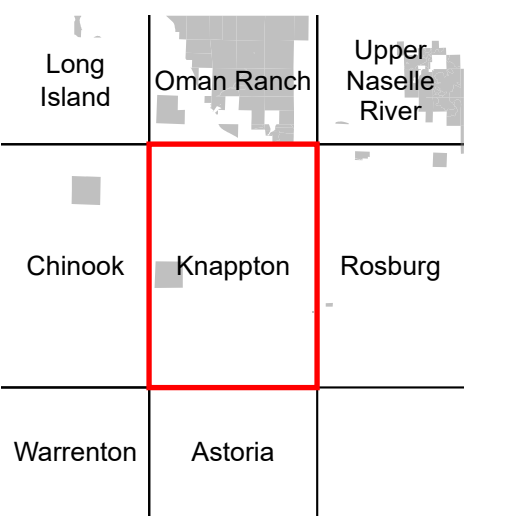 Long
Island
Oman Ranch
Upper
Naselle
River
Chinook
Knappton
Rosburg
Warrenton
Astoria